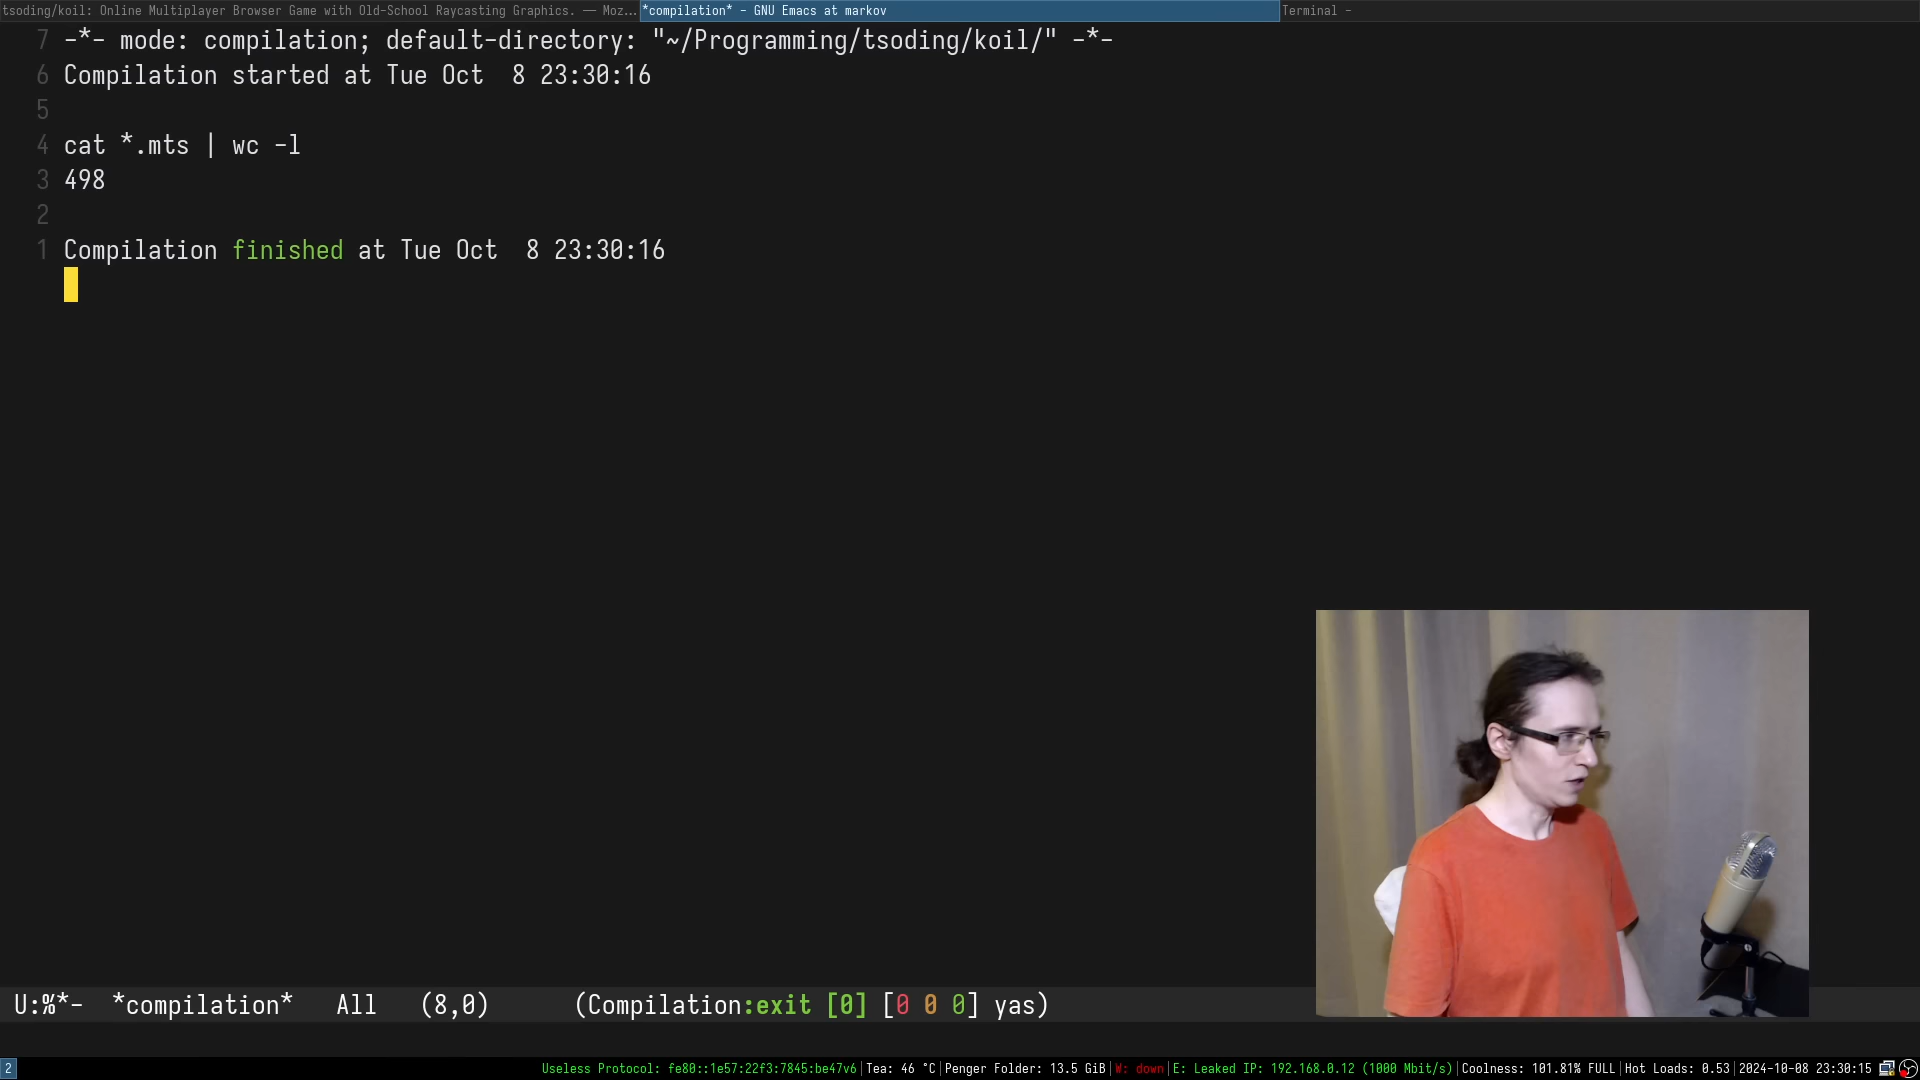 tsoding/koil: Online Multiplayer Browser Game with Old-School Raycasting Graphics. — Moz... *compilation* - GNU Emacs at markov Terminal -
7 -*- mode: compilation; default-directory: "~/Programming/tsoding/koil/" -*-
6 Compilation started at Tue Oct  8 23:30:16
5
4 cat *.mts | wc -l
3 498
2
1 Compilation finished at Tue Oct  8 23:30:16
U:%*-  *compilation*   All   (8,0)      (Compilation:exit [0] [0 0 0] yas)
2 Useless Protocol: fe80::1e57:22f3:7845:be47v6|Tea: 46 °C|Penger Folder: 13.5 GiB|W: down|E: Leaked IP: 192.168.0.12 (1000 Mbit/s)|Coolness: 101.81% FULL|Hot Loads: 0.53|2024-10-08 23:30:15